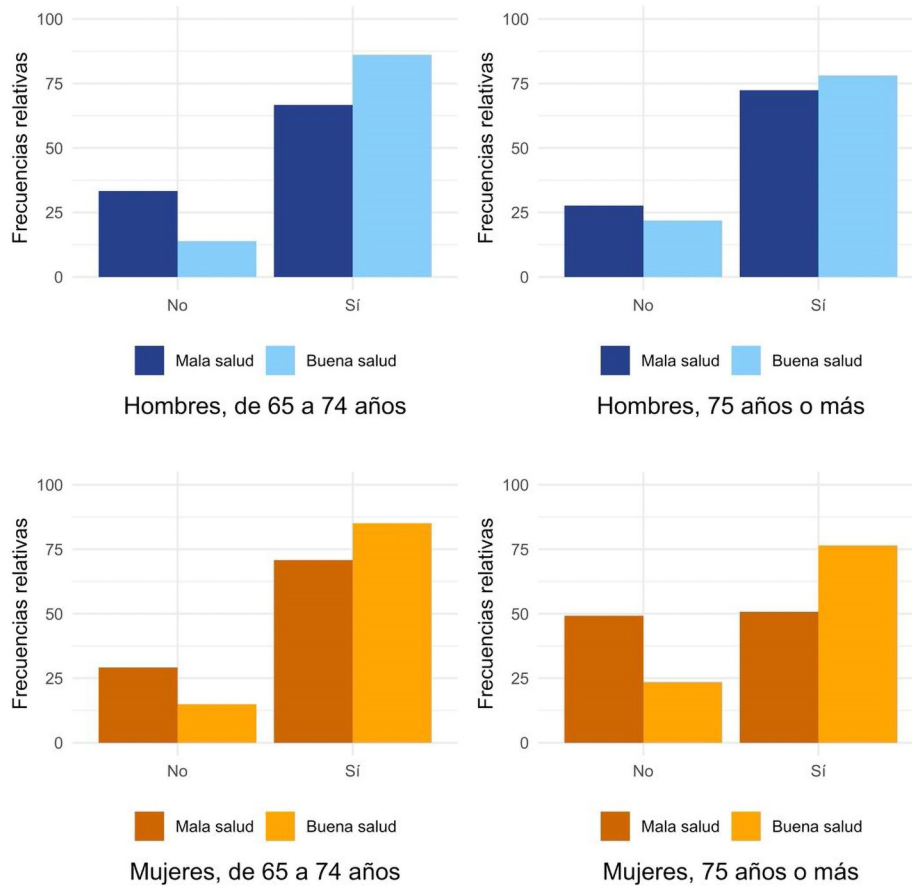 Frecuencias relativas
100
75
50
25
0
No Sí
Mala salud Buena salud
Hombres, de 65 a 74 años
Frecuencias relativas
100
75
50
25
0
No Sí
Mala salud Buena salud
Hombres, 75 años o más
Frecuencias relativas
100
75
50
25
0
No Sí
Mala salud Buena salud
Mujeres, de 65 a 74 años
Frecuencias relativas
100
75
50
25
0
No Sí
Mala salud Buena salud
Mujeres, 75 años o más